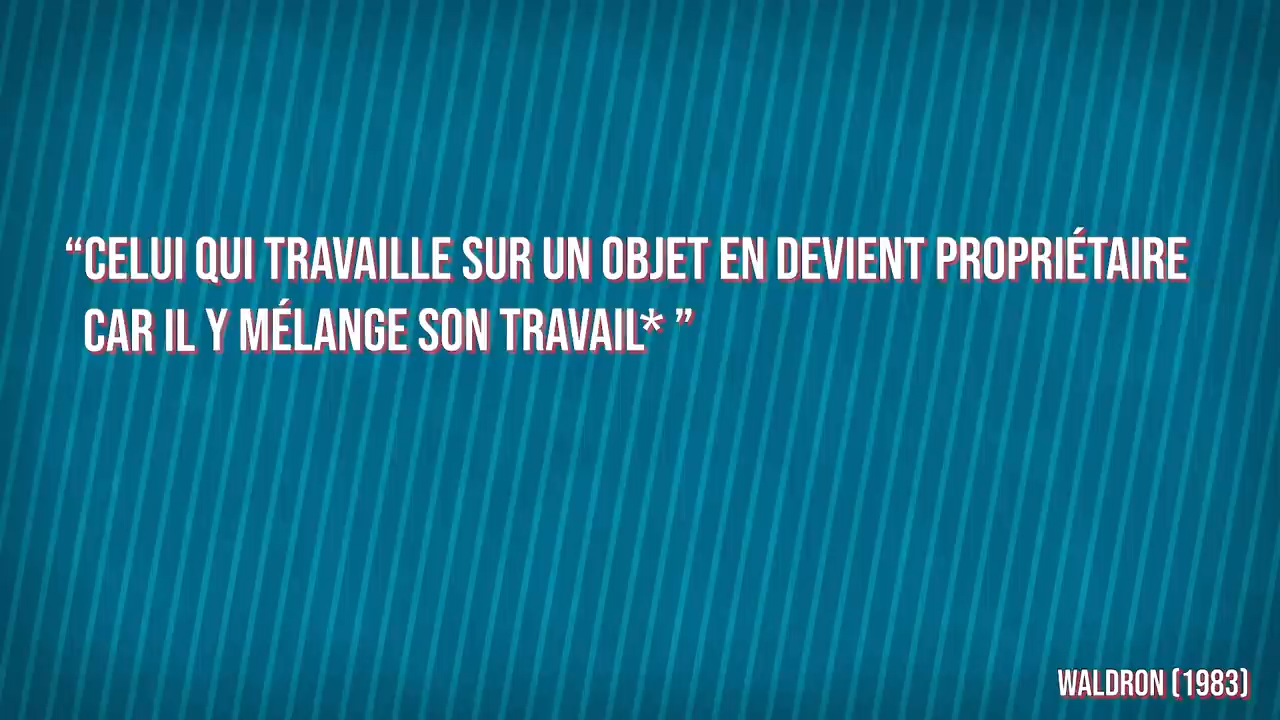 “CELUI QUI TRAVAILLE SUR UN OBJET EN DEVIENT PROPRIÉTAIRE
CAR IL Y MÉLANGE SON TRAVAIL* ”
WALDRON (1983)